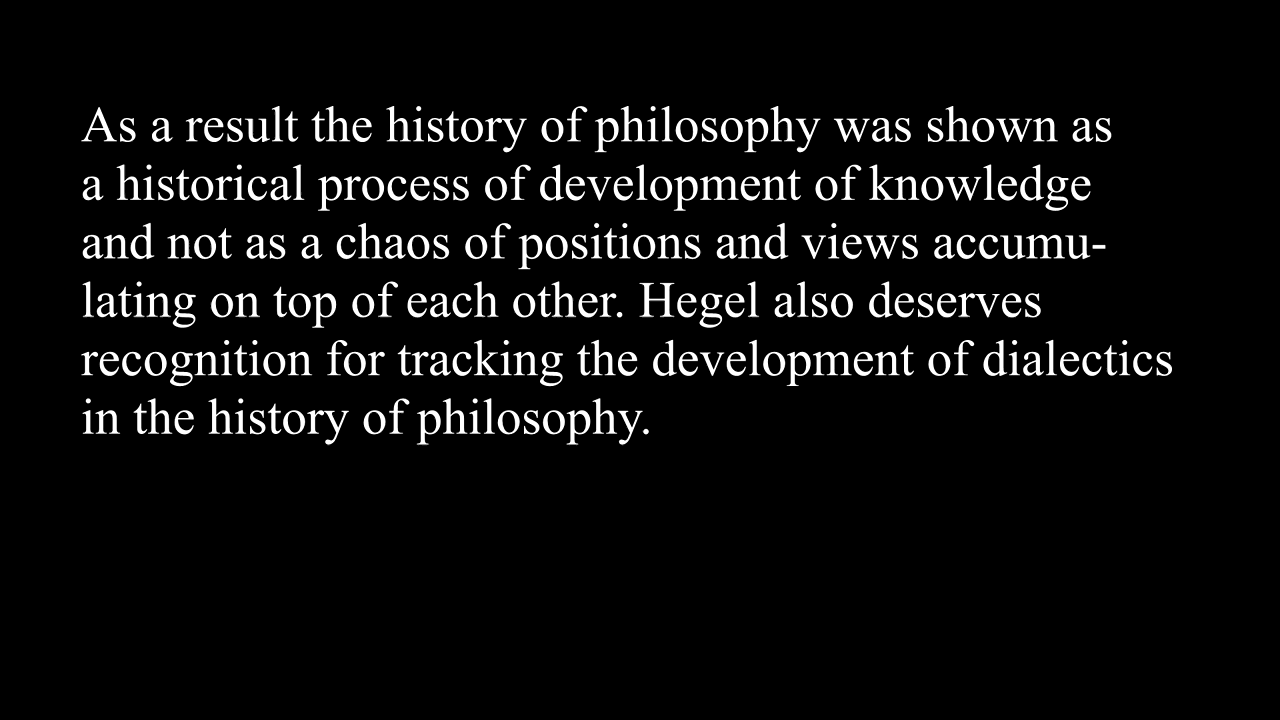 As a result the history of philosophy was shown as
a historical process of development of knowledge
and not as a chaos of positions and views accumu-
lating on top of each other. Hegel also deserves
recognition for tracking the development of dialectics
in the history of philosophy.